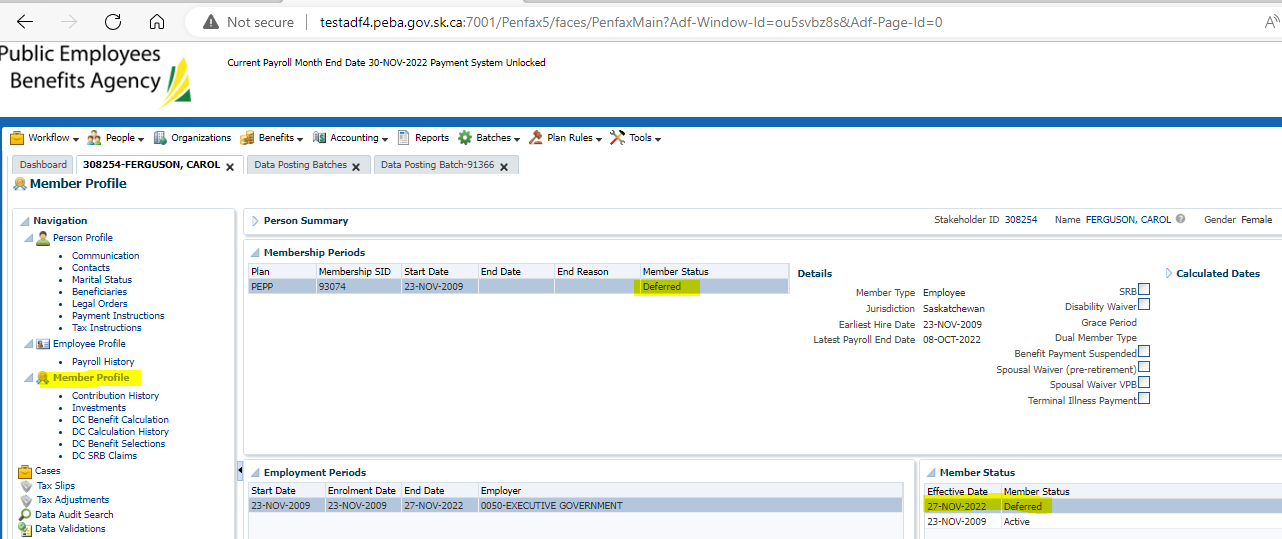 Not secure testadf4.peba.gov.sk.ca:7001/Penfax5/faces/PenfaxMain?Adf-Window-Id=ou5svbz8s&Adf-Page-Id=0
Public Employees
Benefits Agency
Current Payroll Month End Date 30-NOV-2022 Payment System Unlocked
Workflow People Organizations Benefits Accounting Reports Batches Plan Rules Tools
Dashboard 308254-FERGUSON, CAROL Data Posting Batches Data Posting Batch-91366
Member Profile
Navigation
Person Profile
Communication
Contacts
Marital Status
Beneficiaries
Legal Orders
Payment Instructions
Tax Instructions
Employee Profile
Payroll History
Member Profile
Contribution History
Investments
DC Benefit Calculation
DC Calculation History
DC Benefit Selections
DC SRB Claims
Cases
Tax Slips
Tax Adjustments
Data Audit Search
Data Validations
Person Summary Stakeholder ID 308254 Name FERGUSON, CAROL Gender Female
Membership Periods
Plan Membership SID Start Date End Date End Reason Member Status
PEPP 93074 23-NOV-2009 Deferred
Details
Member Type Employee
Jurisdiction Saskatchewan
Earliest Hire Date 23-NOV-2009
Latest Payroll End Date 08-OCT-2022
SRB
Disability Waiver
Grace Period
Dual Member Type
Benefit Payment Suspended
Spousal Waiver (pre-retirement)
Spousal Waiver VPB
Terminal Illness Payment
Calculated Dates
Employment Periods
Start Date Enrolment Date End Date Employer
23-NOV-2009 23-NOV-2009 27-NOV-2022 0050-EXECUTIVE GOVERNMENT
Member Status
Effective Date Member Status
27-NOV-2022 Deferred
23-NOV-2009 Active